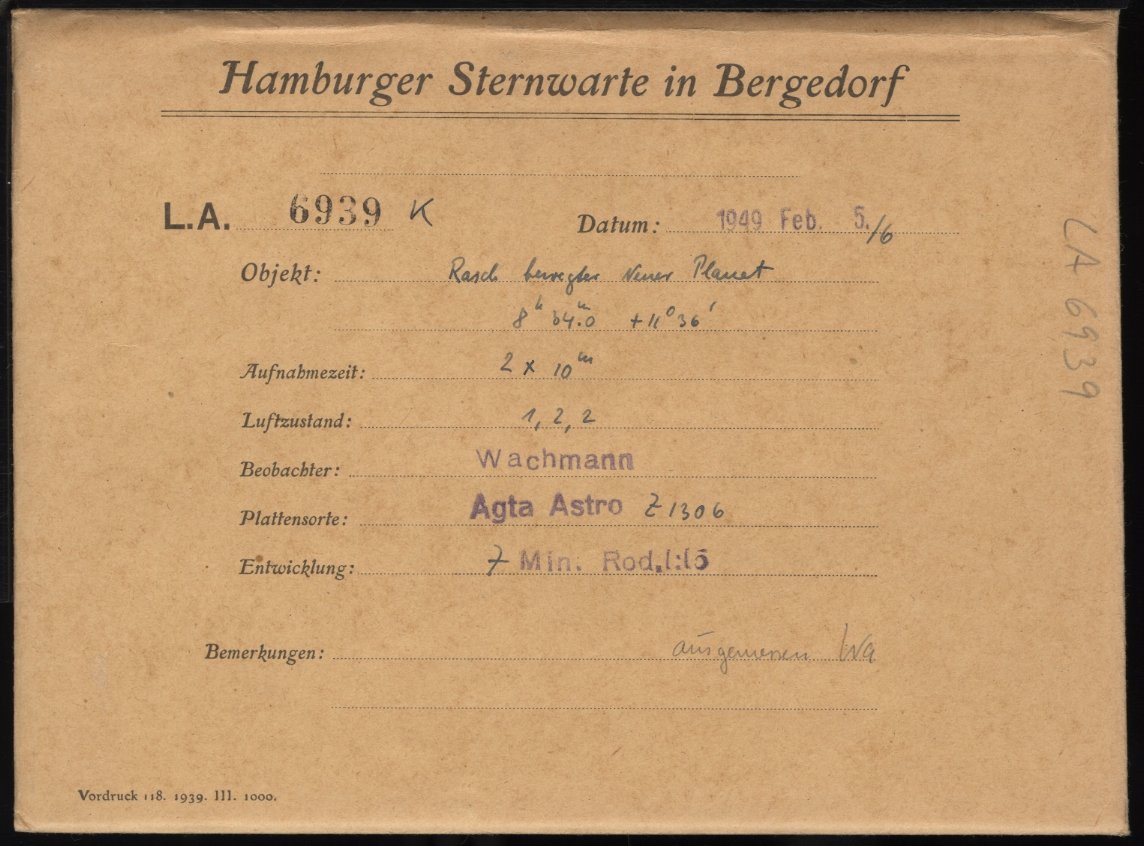 Hamburger Sternwarte in Bergedorf
L.A. 6939 K
Datum: 1949 Feb. 5./6
Objekt: Rasch bewegter Neuer Planet
8h 34m.0 +11° 36'
Aufnahmezeit: 2 x 10m
Luftzustand: 1, 2, 2
Beobachter: Wachmann
Plattensorte: Agfa Astro Z 1306
Entwicklung: 7 Min. Rod. 1:15
Bemerkungen: ausgemessen Wa
Vordruck 118. 1939. III. 1000.
LA 6939